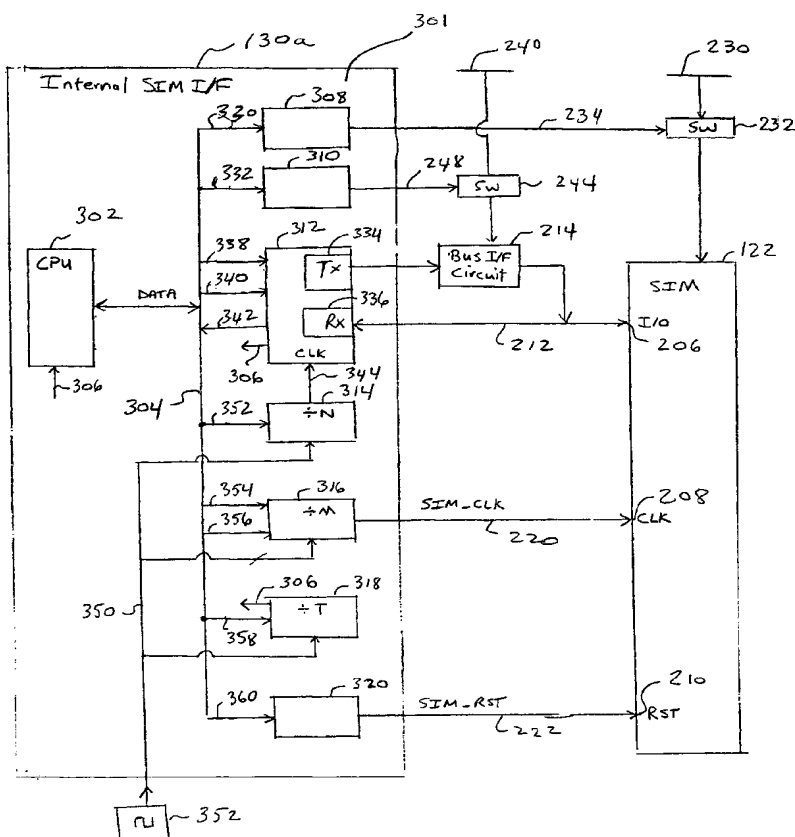 130a
301
240
230
Internal SIM I/F
308
330
234
SW
232
310
332
248
SW
244
302
CPU
312
334
338
Tx
214
Bus I/F
Circuit
122
SIM
340
DATA
336
342
Rx
I/O
212
206
306
CLK
306
344
304
314
352
÷N
354
316
SIM_CLK
208
356
÷M
CLK
220
306
318
350
÷T
358
320
210
360
SIM_RST
RST
222
352